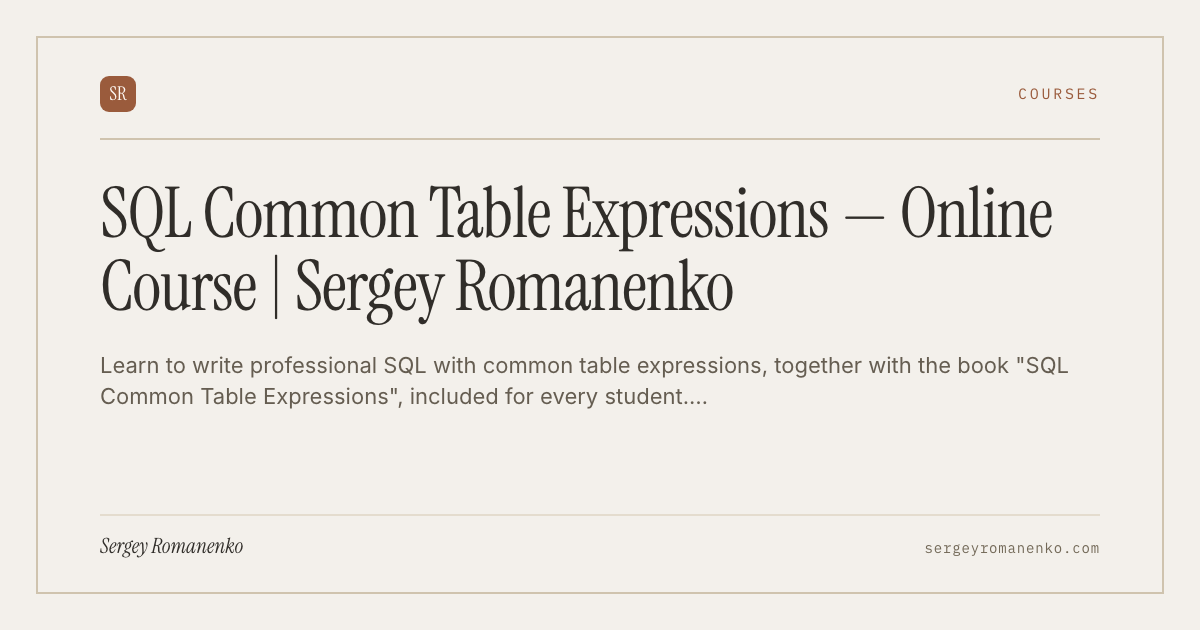 SR
COURSES
SQL Common Table Expressions — Online
Course | Sergey Romanenko
Learn to write professional SQL with common table expressions, together with the book "SQL
Common Table Expressions", included for every student....
Sergey Romanenko
sergeyromanenko.com